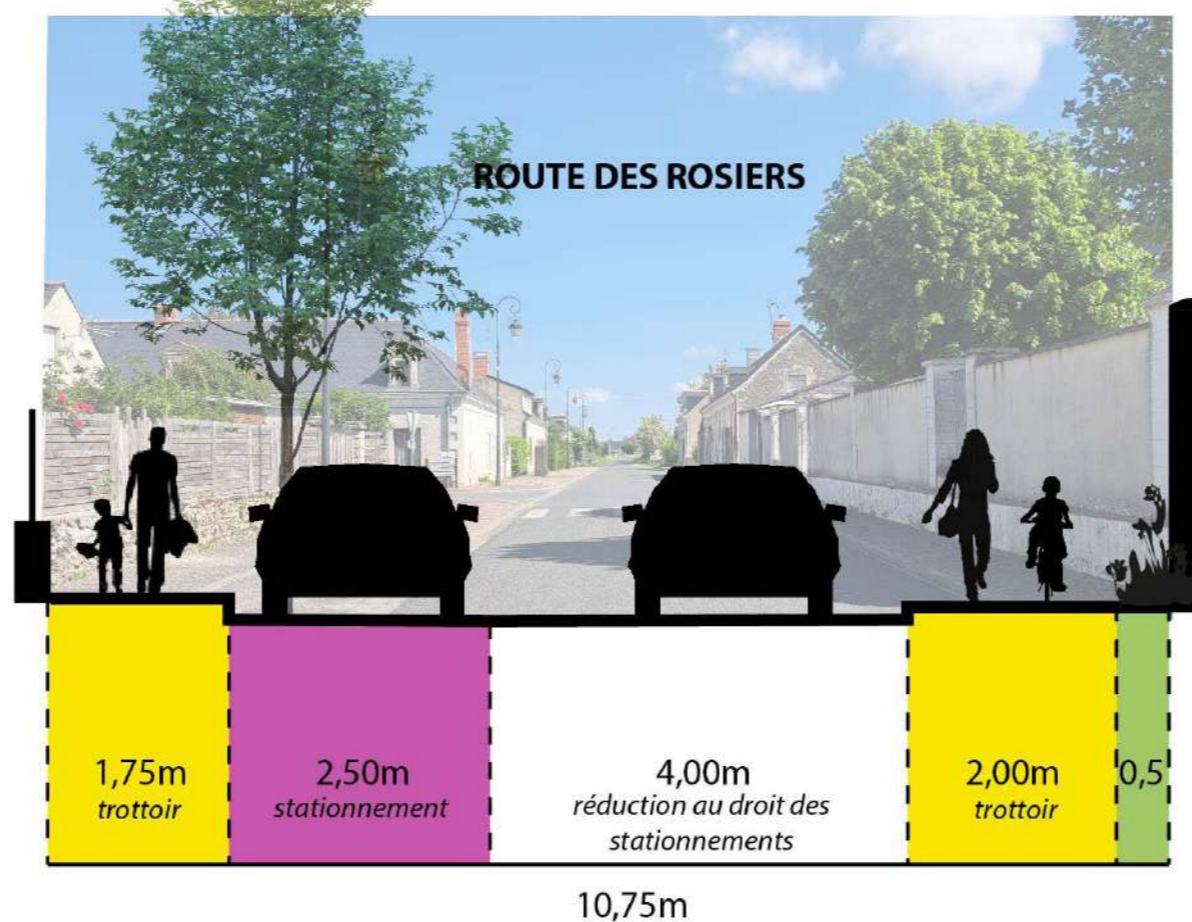 ROUTE DES ROSIERS
1,75m
trottoir
2,50m
stationnement
4,00m
réduction au droit des
stationnements
2,00m
trottoir
0,5
10,75m